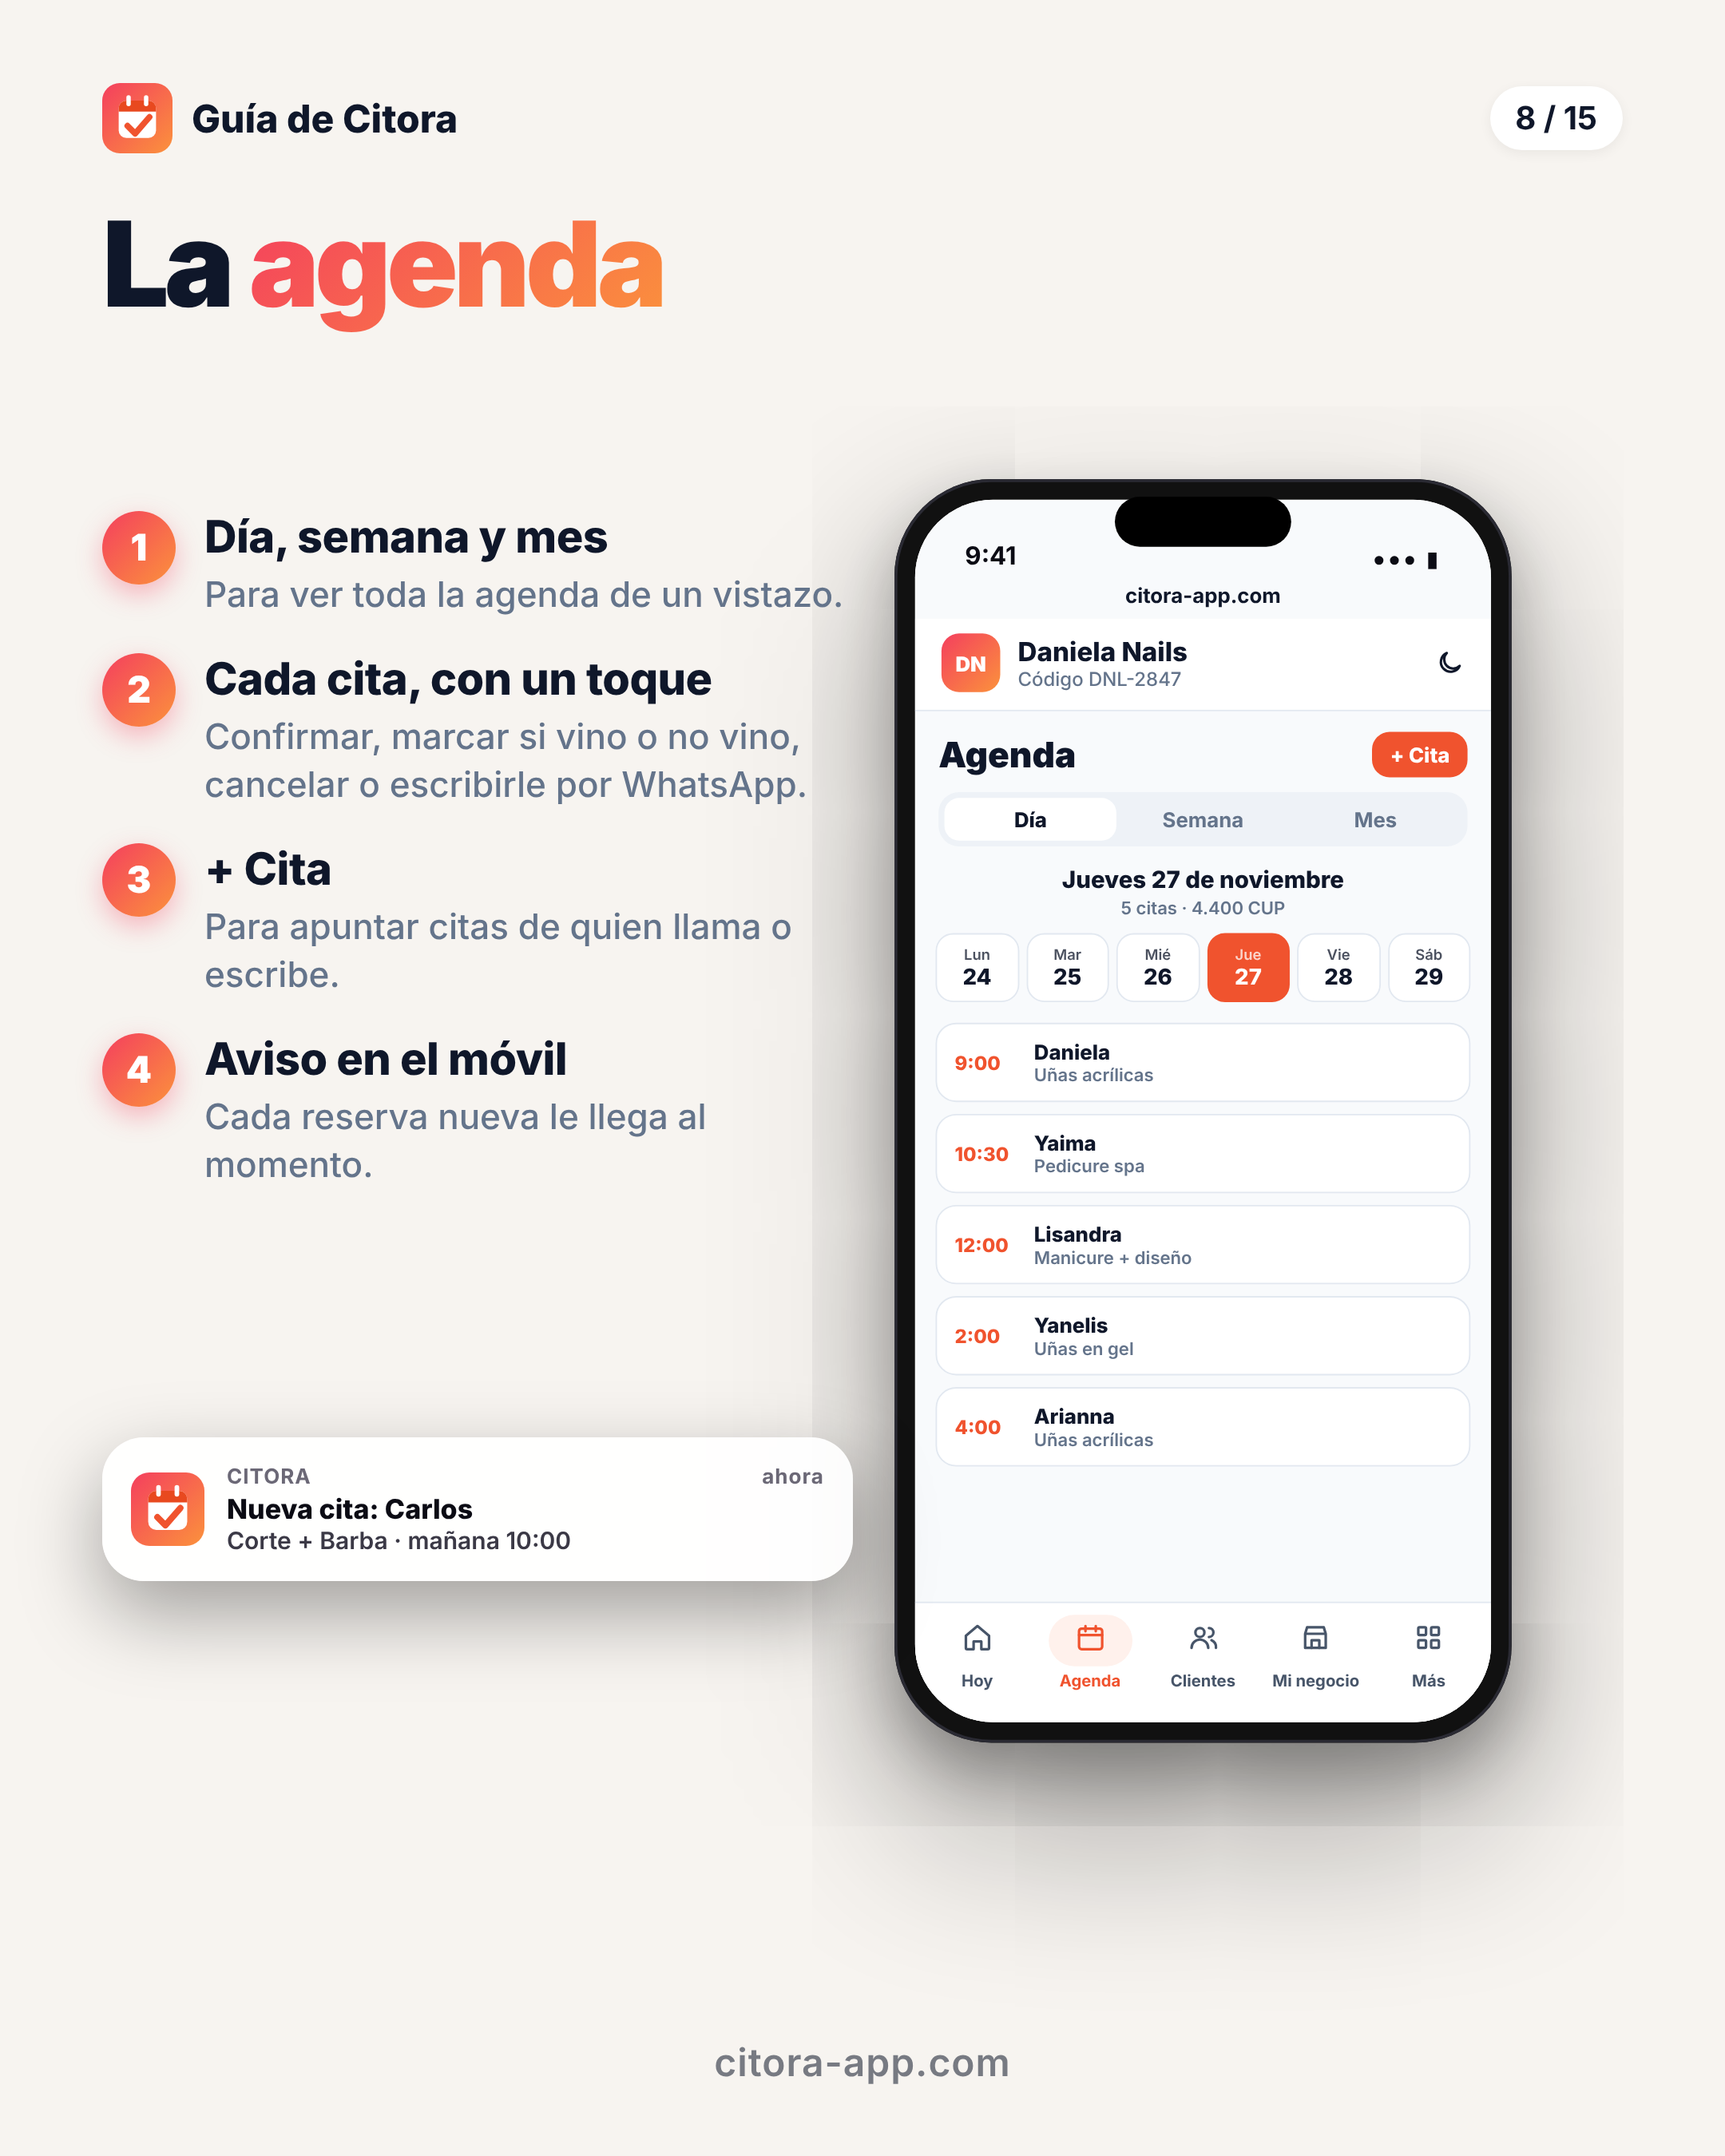 Guía de Citora
8 / 15
La agenda
1
Día, semana y mes
Para ver toda la agenda de un vistazo.
2
Cada cita, con un toque
Confirmar, marcar si vino o no vino,
cancelar o escribirle por WhatsApp.
3
+ Cita
Para apuntar citas de quien llama o
escribe.
4
Aviso en el móvil
Cada reserva nueva le llega al
momento.
CITORA ahora
Nueva cita: Carlos
Corte + Barba · mañana 10:00
9:41
citora-app.com
DN
Daniela Nails
Código DNL-2847
Agenda
+ Cita
Día Semana Mes
Jueves 27 de noviembre
5 citas · 4.400 CUP
Lun Mar Mié Jue Vie Sáb
24 25 26 27 28 29
9:00
Daniela
Uñas acrílicas
10:30
Yaima
Pedicure spa
12:00
Lisandra
Manicure + diseño
2:00
Yanelis
Uñas en gel
4:00
Arianna
Uñas acrílicas
Hoy Agenda Clientes Mi negocio Más
citora-app.com